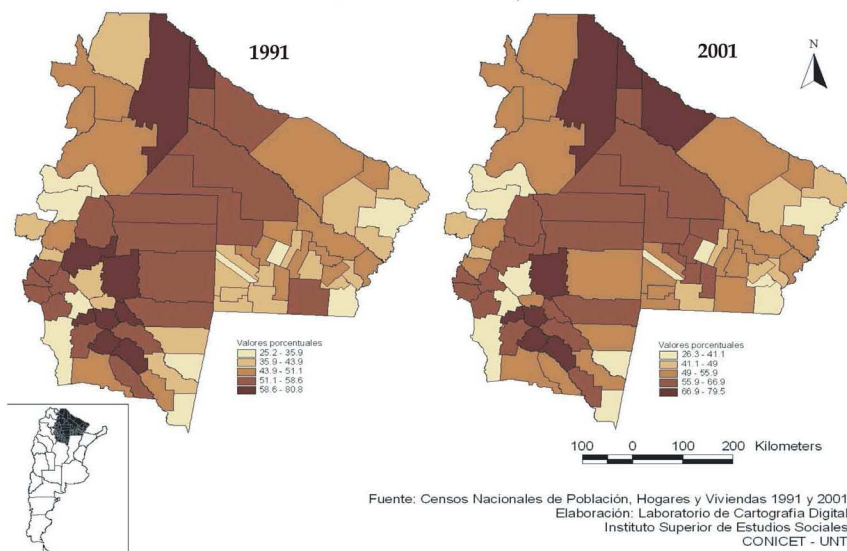 1991
2001
N
Valores porcentuales
25.2 - 35.9
35.9 - 43.9
43.9 - 51.1
51.1 - 58.6
58.6 - 80.8
Valores porcentuales
26.3 - 41.1
41.1 - 49
49 - 55.9
55.9 - 66.9
66.9 - 79.5
100 0 100 200 Kilometers
Fuente: Censos Nacionales de Población, Hogares y Viviendas 1991 y 2001
Elaboración: Laboratorio de Cartografía Digital
Instituto Superior de Estudios Sociales
CONICET - UNT